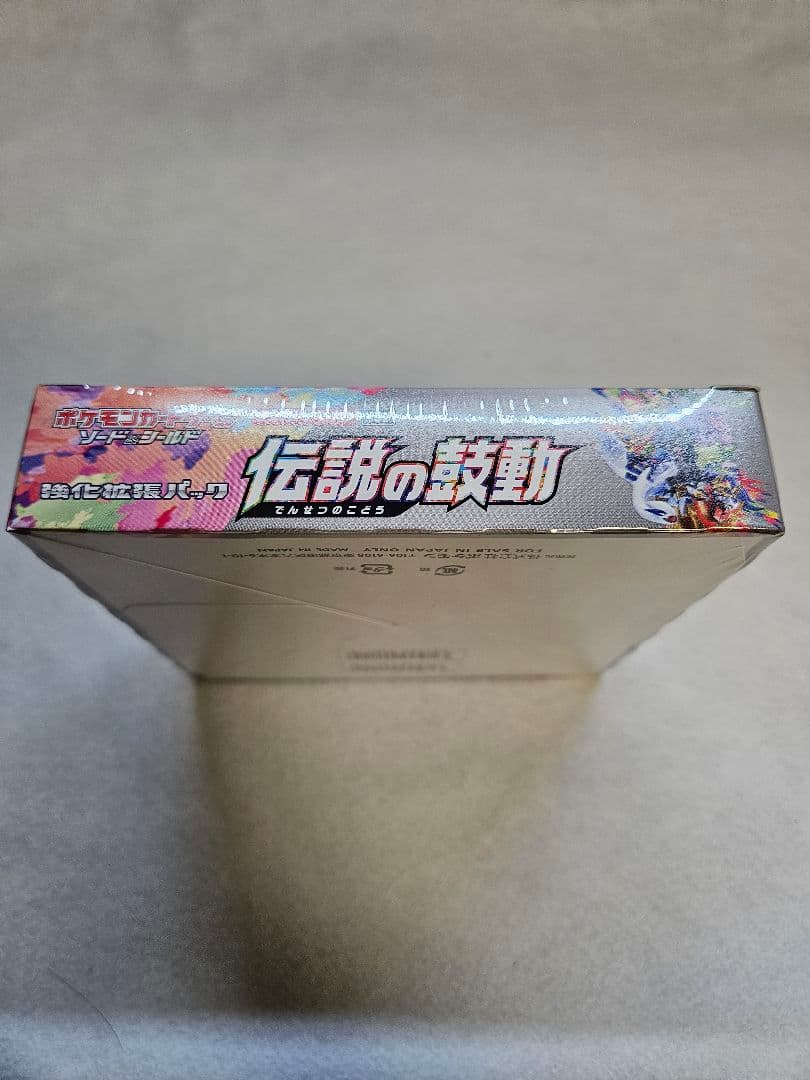 ポケモンカードゲーム
ソード&シールド
強化拡張パック
伝説の鼓動
でんせつのこどう
FOR SALE IN JAPAN ONLY MADE IN JAPAN